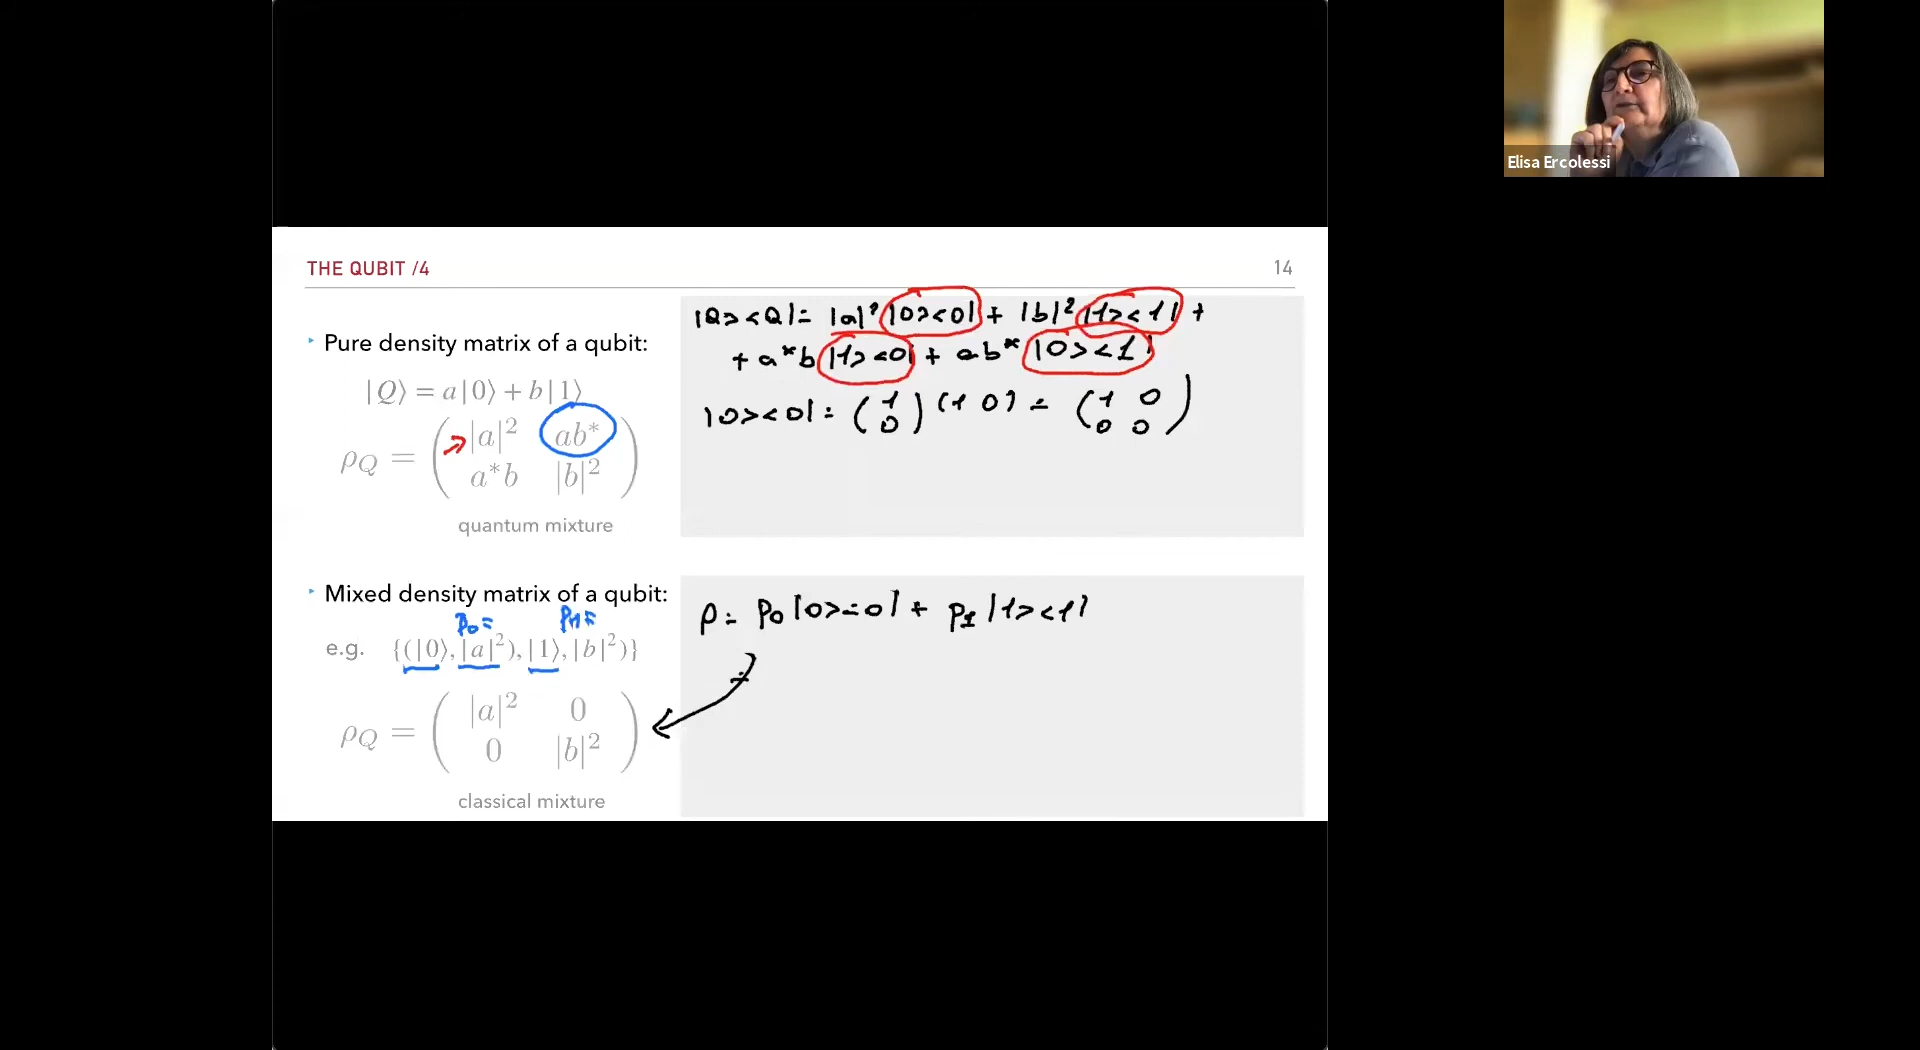 Elisa Ercolessi
THE QUBIT /4
14
‣ Pure density matrix of a qubit:
|Q⟩ = a|0⟩ + b|1⟩
ρ_Q = ( |a|² ab*
a*b |b|² )
quantum mixture
|Q><Q| = |a|² |0><0| + |b|² |1><1| +
+ a*b |1><0| + ab* |0><1|
|0><0| = (1 0) (1 0) = (1 0
0 0)
‣ Mixed density matrix of a qubit:
p₀ = p₁ =
e.g. {(|0⟩, |a|²), |1⟩, |b|²)}
ρ_Q = ( |a|² 0
0 |b|² )
classical mixture
ρ = p₀ |0><0| + p₁ |1><1|